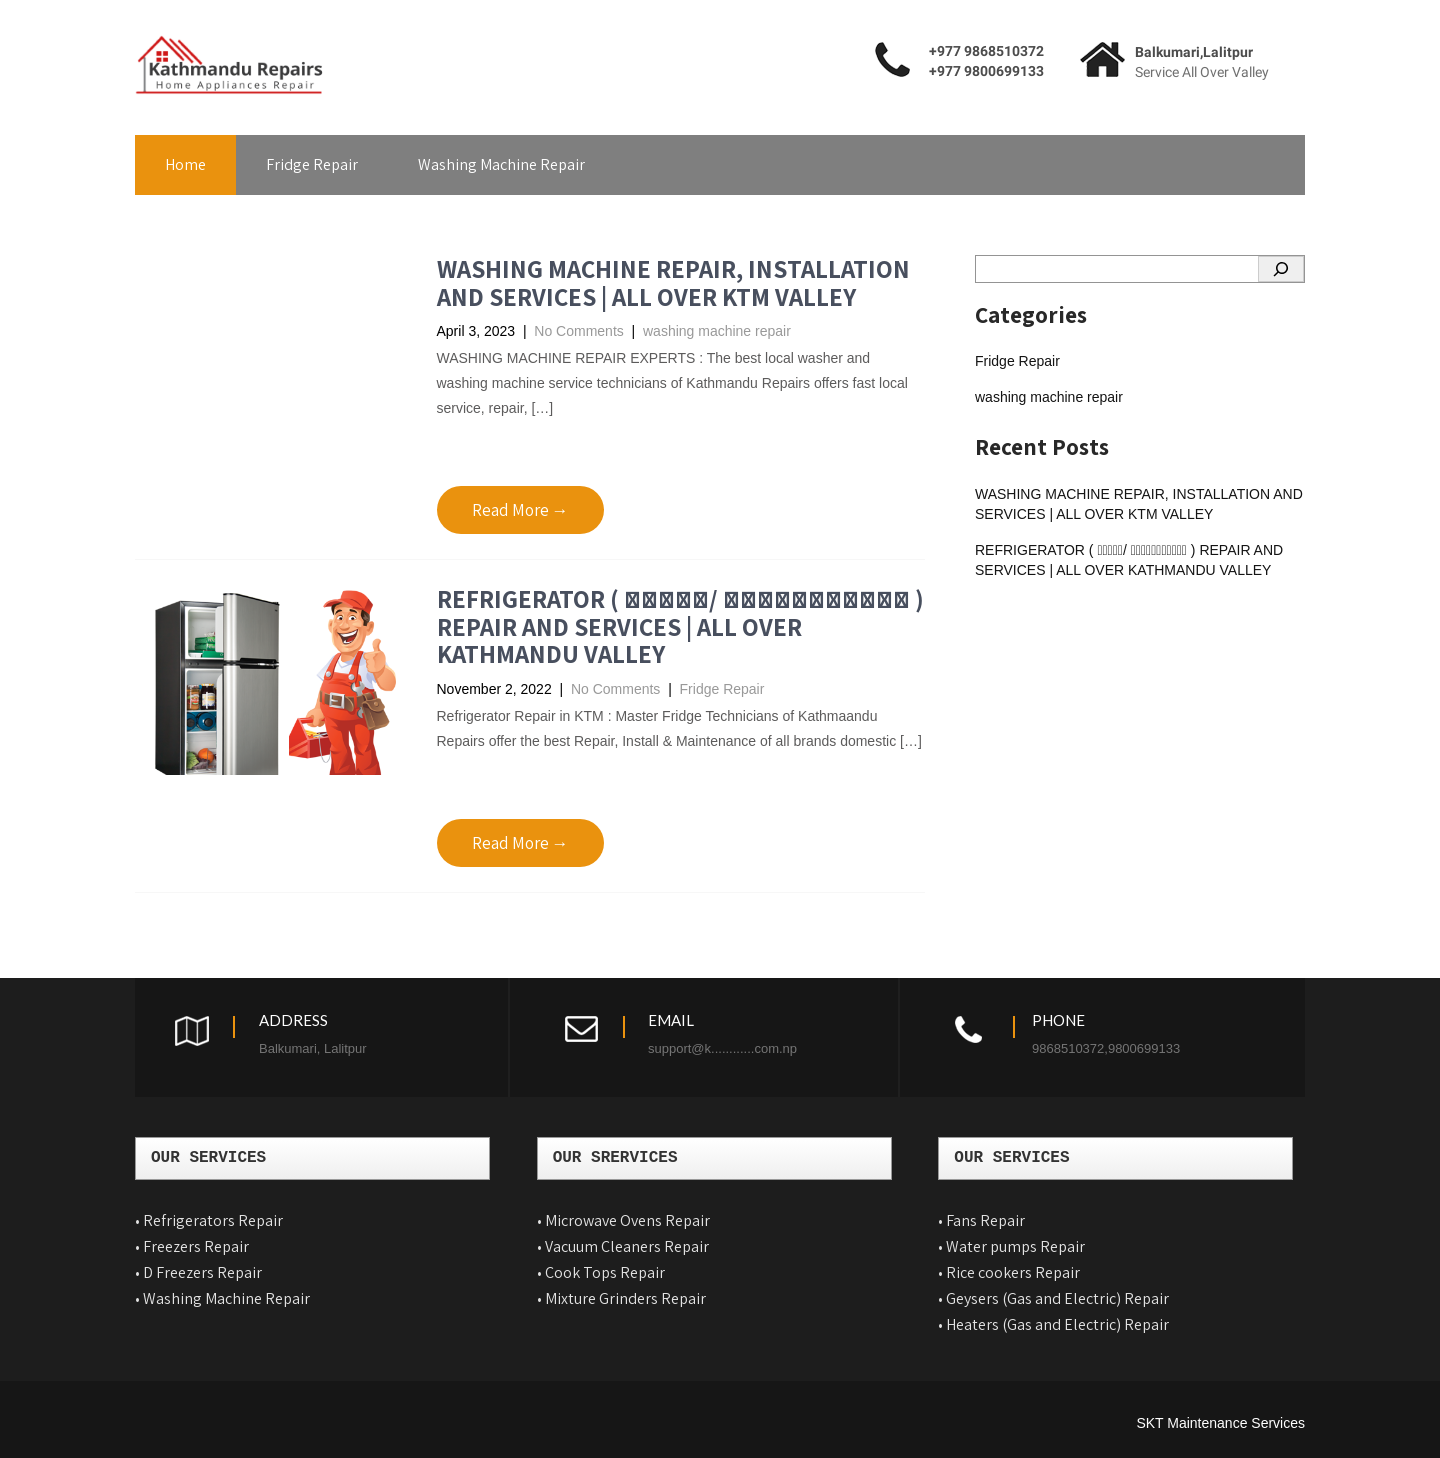 Kathmandu Repairs
Home Appliances Repair
+977 9868510372
+977 9800699133
Balkumari,Lalitpur
Service All Over Valley
Home
Fridge Repair
Washing Machine Repair
WASHING MACHINE REPAIR, INSTALLATION
AND SERVICES | ALL OVER KTM VALLEY
April 3, 2023 | No Comments | washing machine repair
WASHING MACHINE REPAIR EXPERTS : The best local washer and
washing machine service technicians of Kathmandu Repairs offers fast local
service, repair, […]
Read More →
REFRIGERATOR ( / )
REPAIR AND SERVICES | ALL OVER
KATHMANDU VALLEY
November 2, 2022 | No Comments | Fridge Repair
Refrigerator Repair in KTM : Master Fridge Technicians of Kathmaandu
Repairs offer the best Repair, Install & Maintenance of all brands domestic […]
Read More →
Categories
Fridge Repair
washing machine repair
Recent Posts
WASHING MACHINE REPAIR, INSTALLATION AND
SERVICES | ALL OVER KTM VALLEY
REFRIGERATOR ( / ) REPAIR AND
SERVICES | ALL OVER KATHMANDU VALLEY
ADDRESS
Balkumari, Lalitpur
EMAIL
support@k............com.np
PHONE
9868510372,9800699133
OUR SERVICES
• Refrigerators Repair
• Freezers Repair
• D Freezers Repair
• Washing Machine Repair
OUR SRERVICES
• Microwave Ovens Repair
• Vacuum Cleaners Repair
• Cook Tops Repair
• Mixture Grinders Repair
OUR SERVICES
• Fans Repair
• Water pumps Repair
• Rice cookers Repair
• Geysers (Gas and Electric) Repair
• Heaters (Gas and Electric) Repair
SKT Maintenance Services